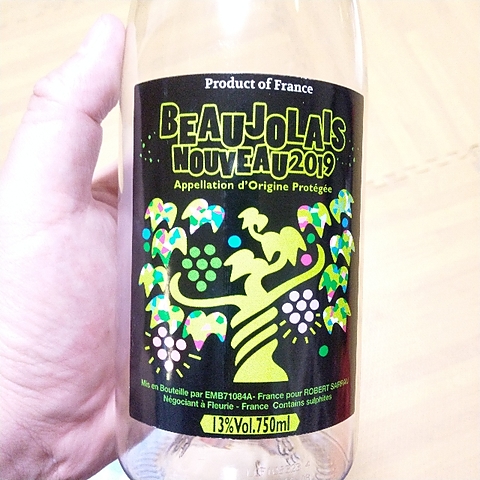 Product of France
BEAUJOLAIS
NOUVEAU 2019
Appellation d'Origine Protégée
Mis en Bouteille par EMB71084A- France pour ROBERT SARRAU
Négociant à Fleurie - France Contains sulphites
13%Vol.750ml